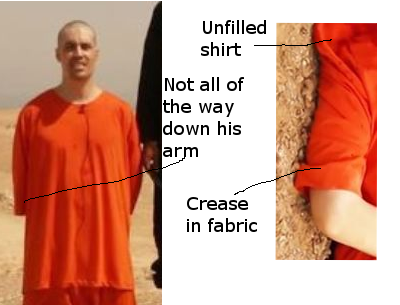 Unfilled
shirt
Not all of
the way
down his
arm
Crease
in fabric